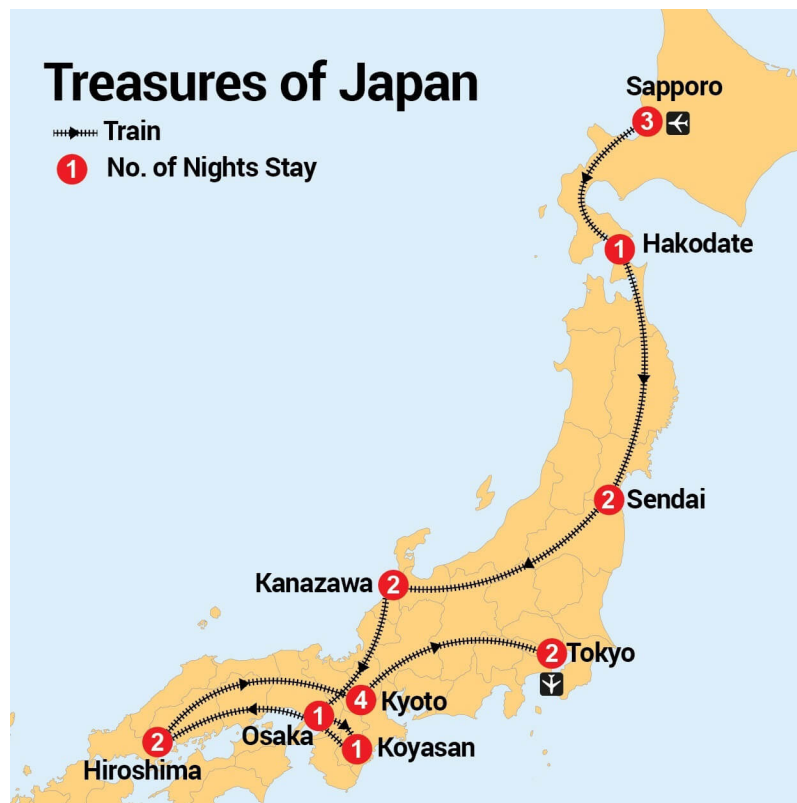 Treasures of Japan
Train
1 No. of Nights Stay
Sapporo
3
1 Hakodate
2 Sendai
Kanazawa 2
2 Tokyo
4 Kyoto
Osaka 1
1 Koyasan
2
Hiroshima